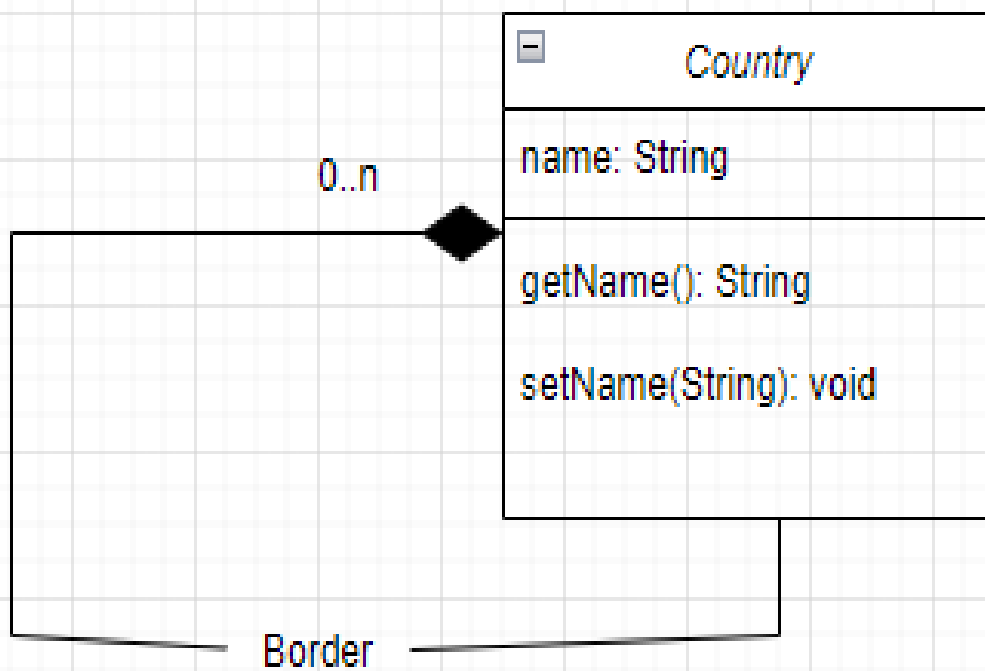 Country
name: String
0..n
getName(): String
setName(String): void
Border